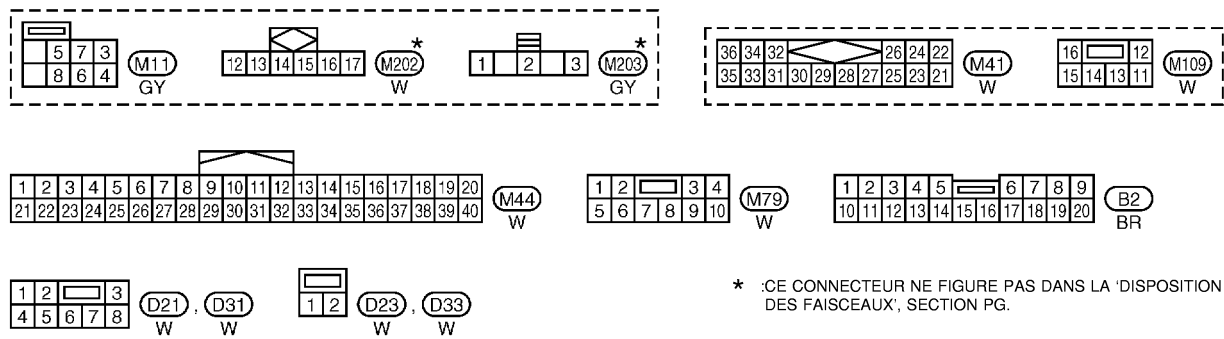 5 7 3 M11 * M202 * M203 36 34 32 26 24 22 M41 16 12 M109
8 6 4 GY 12 13 14 15 16 17 W 1 2 3 GY 35 33 31 30 29 28 27 25 23 21 W 15 14 13 11 W
1 2 3 4 5 6 7 8 9 10 11 12 13 14 15 16 17 18 19 20 M44 1 2 3 4 M79 1 2 3 4 5 6 7 8 9 B2
21 22 23 24 25 26 27 28 29 30 31 32 33 34 35 36 37 38 39 40 W 5 6 7 8 9 10 W 10 11 12 13 14 15 16 17 18 19 20 BR
1 2 3 D21 , D31 D23 , D33 * :CE CONNECTEUR NE FIGURE PAS DANS LA 'DISPOSITION
4 5 6 7 8 W W 1 2 W W DES FAISCEAUX', SECTION PG.